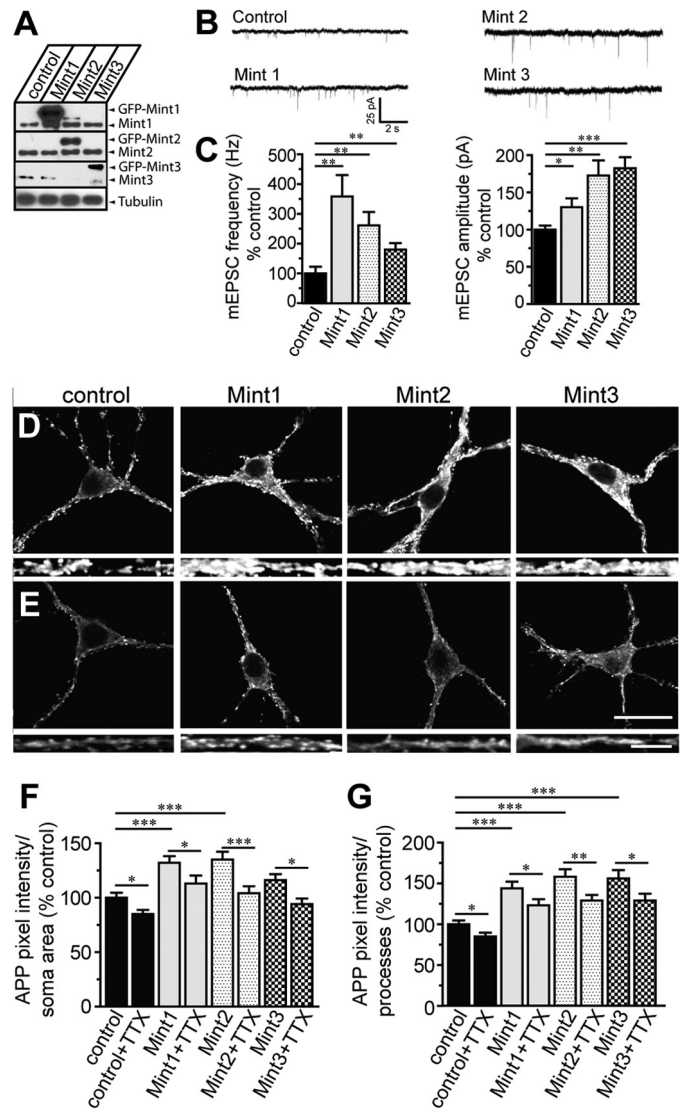 A
control
Mint1
Mint2
Mint3
GFP-Mint1
Mint1
GFP-Mint2
Mint2
GFP-Mint3
Mint3
Tubulin
B
Control
Mint 2
Mint 1
Mint 3
25 pA
2 s
C
mEPSC frequency (Hz)
% control
500
400
300
200
100
0
**
**
**
control
Mint1
Mint2
Mint3
mEPSC amplitude (pA)
% control
200
150
100
50
0
***
**
*
control
Mint1
Mint2
Mint3
control
Mint1
Mint2
Mint3
D
E
F
APP pixel intensity/
soma area (% control)
150
100
50
0
***
***
*
*
***
*
control
control+TTX
Mint1
Mint1+TTX
Mint2
Mint2+TTX
Mint3
Mint3+TTX
G
APP pixel intensity/
processes (% control)
200
150
100
50
0
***
***
***
*
*
**
*
control
control+TTX
Mint1
Mint1+TTX
Mint2
Mint2+TTX
Mint3
Mint3+TTX